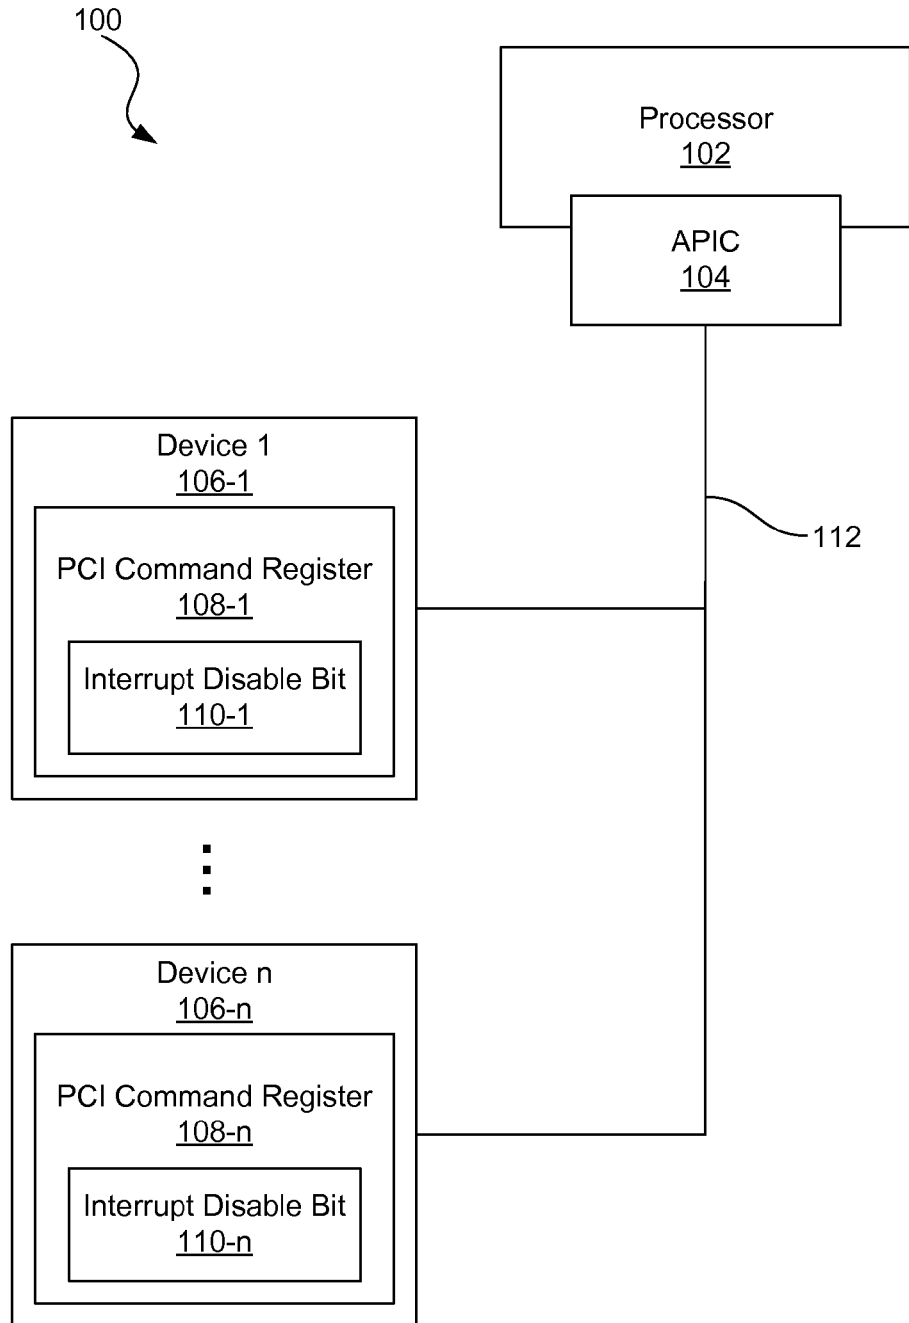 100
Processor
102
APIC
104
Device 1
106-1
PCI Command Register
108-1
Interrupt Disable Bit
110-1
112
Device n
106-n
PCI Command Register
108-n
Interrupt Disable Bit
110-n